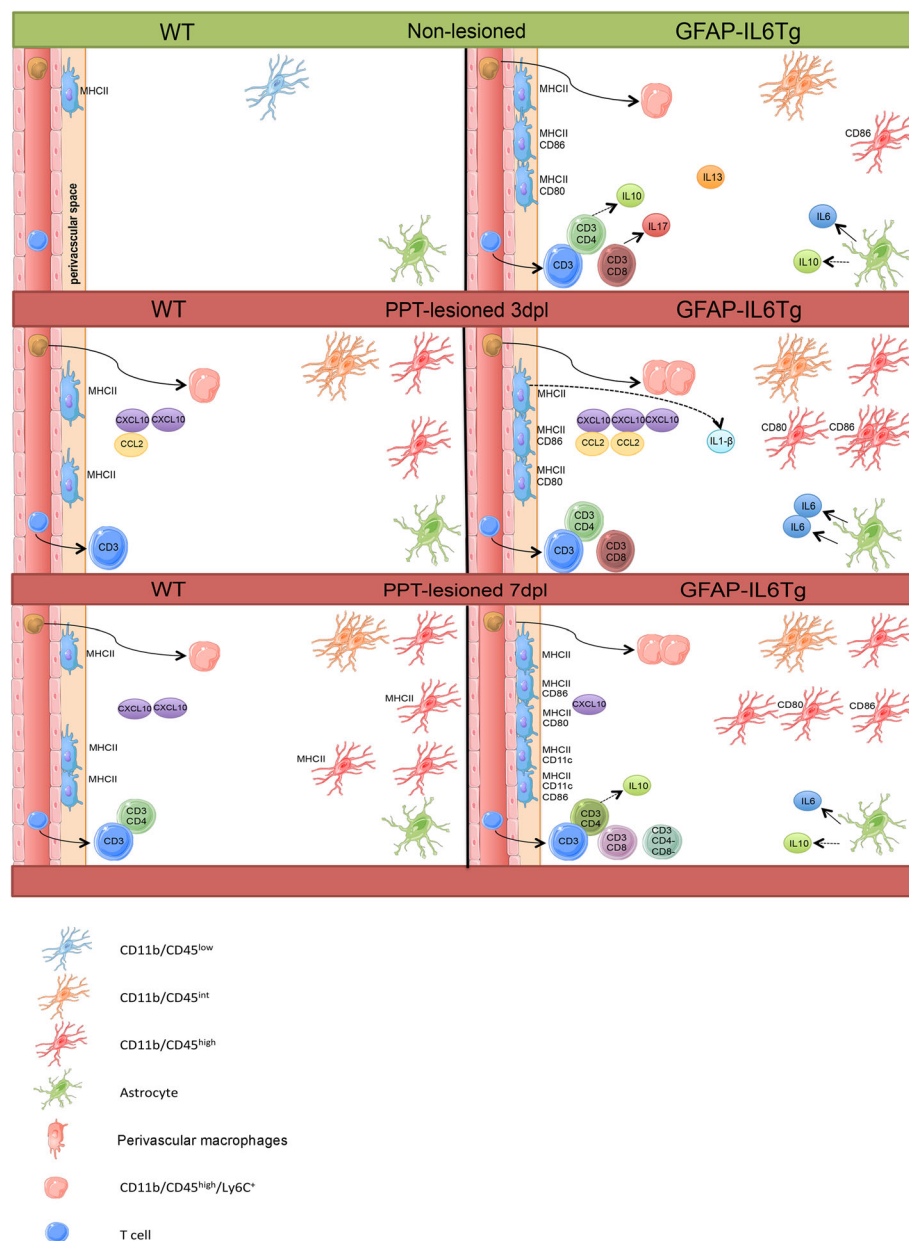 WT Non-lesioned GFAP-IL6Tg
MHCII
perivacscular space
MHCII
MHCII
CD86
MHCII
CD80
CD86
IL13
IL10
IL17
CD3
CD4
CD3
CD3
CD8
IL6
IL10
WT PPT-lesioned 3dpl GFAP-IL6Tg
MHCII
CXCL10 CXCL10
CCL2
MHCII
CD3
MHCII
MHCII
CD86
MHCII
CD80
CXCL10 CXCL10 CXCL10
CCL2 CCL2
IL1-β
CD80 CD86
CD3
CD4
CD3
CD3
CD8
IL6
IL6
WT PPT-lesioned 7dpl GFAP-IL6Tg
MHCII
CXCL10 CXCL10
MHCII
MHCII
MHCII
MHCII
CD3
CD4
CD3
MHCII
MHCII
CD86
MHCII
CD80
MHCII
CD11c
MHCII
CD11c
CD86
CXCL10
CD80 CD86
IL10
CD3
CD4
CD3
CD3
CD8
CD3
CD4-
CD8-
IL6
IL10
CD11b/CD45low
CD11b/CD45int
CD11b/CD45high
Astrocyte
Perivascular macrophages
CD11b/CD45high/Ly6C+
T cell